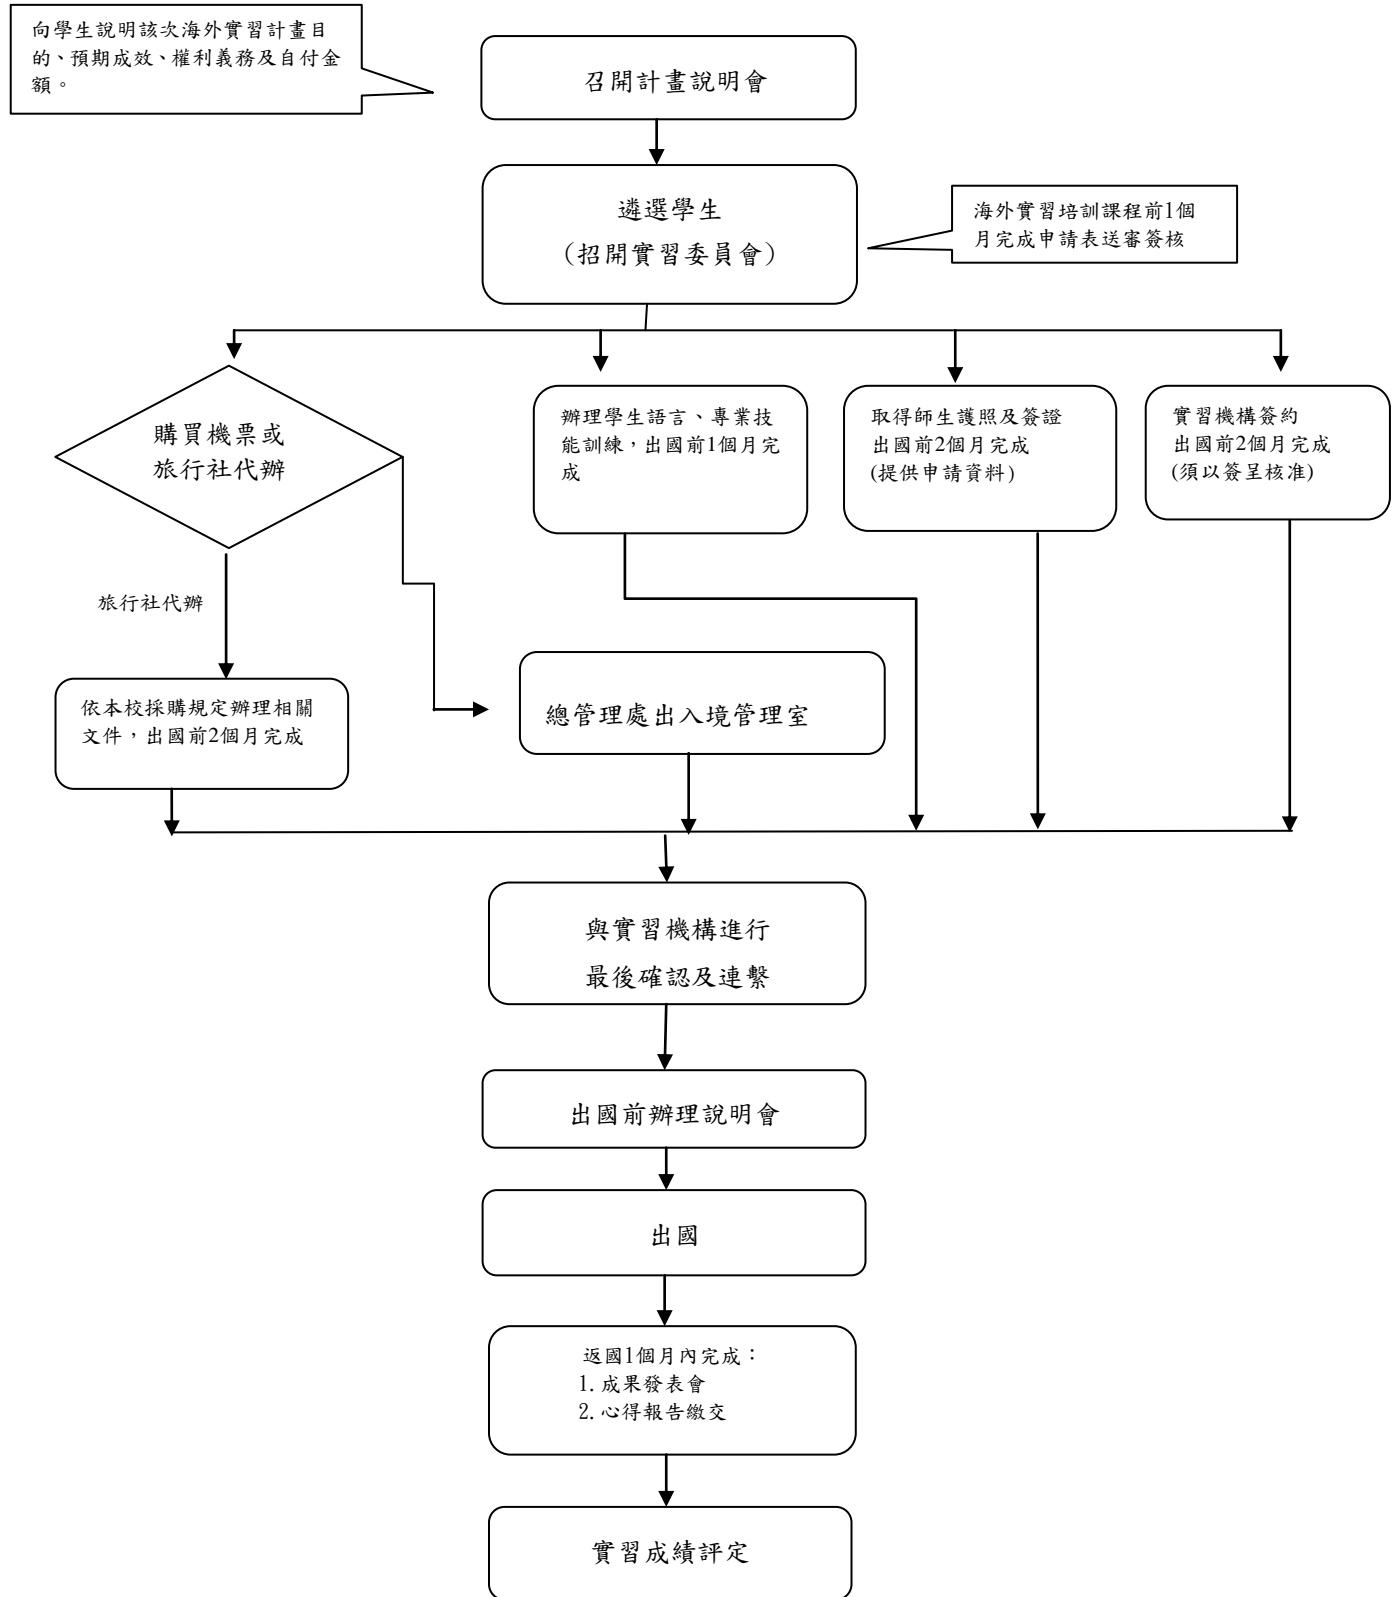 向學生說明該次海外實習計畫目
的、預期成效、權利義務及自付金
額。
召開計畫說明會
遴選學生
（招開實習委員會）
海外實習培訓課程前1個
月完成申請表送審簽核
購買機票或
旅行社代辦
辦理學生語言、專業技
能訓練，出國前1個月完
成
取得師生護照及簽證
出國前2個月完成
(提供申請資料)
實習機構簽約
出國前2個月完成
(須以簽呈核准)
旅行社代辦
依本校採購規定辦理相關
文件，出國前2個月完成
總管理處出入境管理室
與實習機構進行
最後確認及連繫
出國前辦理說明會
出國
返國1個月內完成：
1. 成果發表會
2. 心得報告繳交
實習成績評定